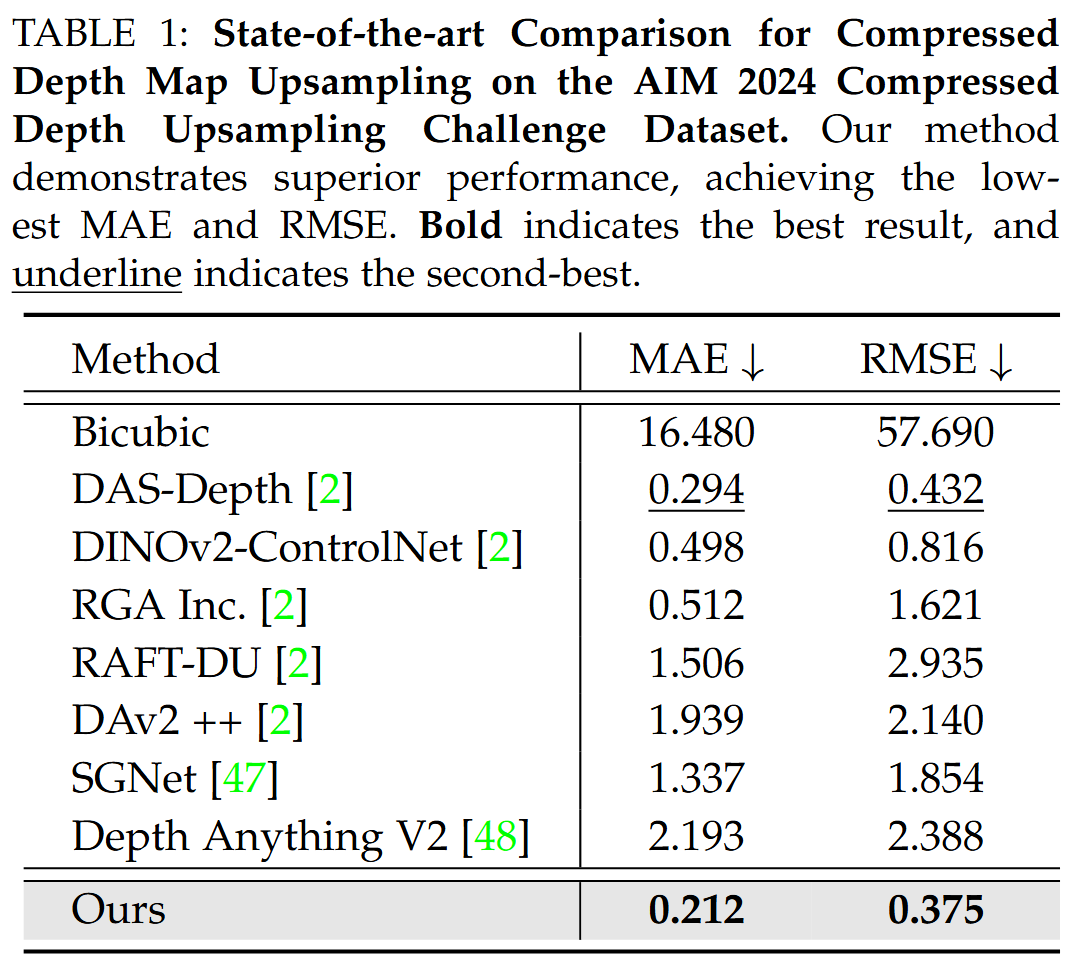 TABLE 1: State-of-the-art Comparison for Compressed
Depth Map Upsampling on the AIM 2024 Compressed
Depth Upsampling Challenge Dataset. Our method
demonstrates superior performance, achieving the low-
est MAE and RMSE. Bold indicates the best result, and
underline indicates the second-best.
Method MAE ↓ RMSE ↓
Bicubic 16.480 57.690
DAS-Depth [2] 0.294 0.432
DINOv2-ControlNet [2] 0.498 0.816
RGA Inc. [2] 0.512 1.621
RAFT-DU [2] 1.506 2.935
DAv2 ++ [2] 1.939 2.140
SGNet [47] 1.337 1.854
Depth Anything V2 [48] 2.193 2.388
Ours 0.212 0.375